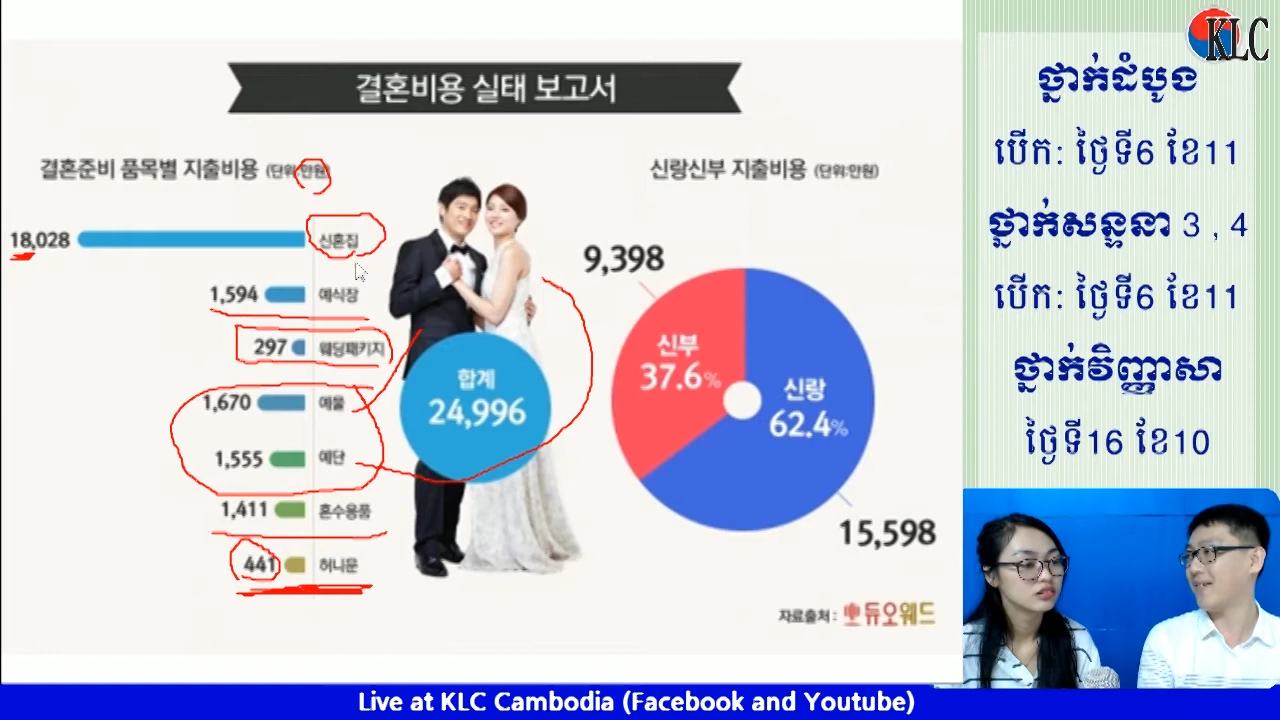 결혼비용 실태 보고서
결혼준비 품목별 지출비용 (단위:만원)
18,028 신혼집
1,594 예식장
297 웨딩패키지
1,670 예물
1,555 예단
1,411 혼수용품
441 허니문
합계
24,996
신랑신부 지출비용 (단위:만원)
9,398
신부
37.6%
신랑
62.4%
15,598
자료출처 : 듀오웨드
KLC
ថ្នាក់ដំបូង
បើក: ថ្ងៃទី6 ខែ11
ថ្នាក់សន្ទនា 3 , 4
បើក: ថ្ងៃទី6 ខែ11
ថ្នាក់វិញ្ញាសា
ថ្ងៃទី16 ខែ10
Live at KLC Cambodia (Facebook and Youtube)